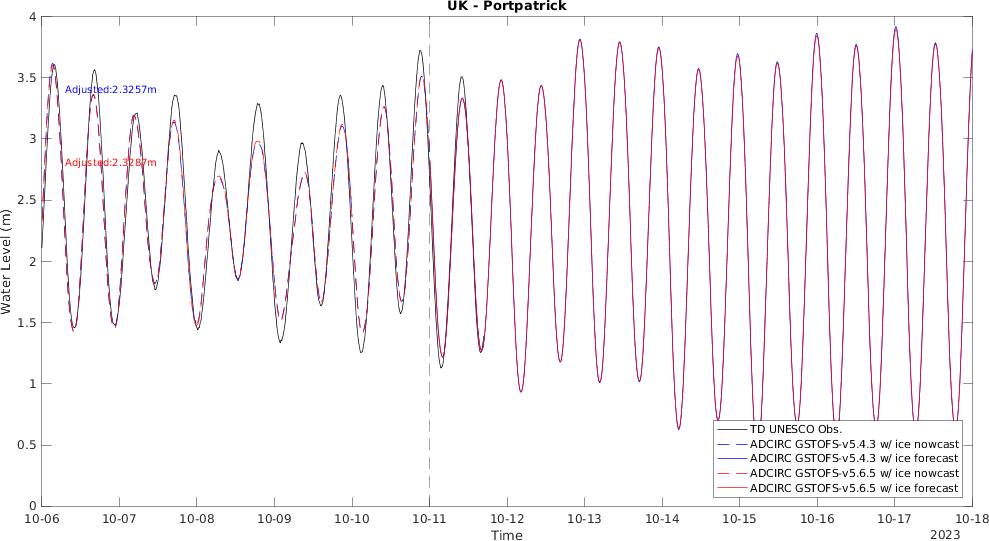 UK - Portpatrick
4
3.5
3
2.5
2
1.5
1
0.5
0
Water Level (m)
Adjusted:2.3257m
Adjusted:2.3287m
TD UNESCO Obs.
ADCIRC GSTOFS-v5.4.3 w/ ice nowcast
ADCIRC GSTOFS-v5.4.3 w/ ice forecast
ADCIRC GSTOFS-v5.6.5 w/ ice nowcast
ADCIRC GSTOFS-v5.6.5 w/ ice forecast
10-06 10-07 10-08 10-09 10-10 10-11 10-12 10-13 10-14 10-15 10-16 10-17 10-18
Time
2023